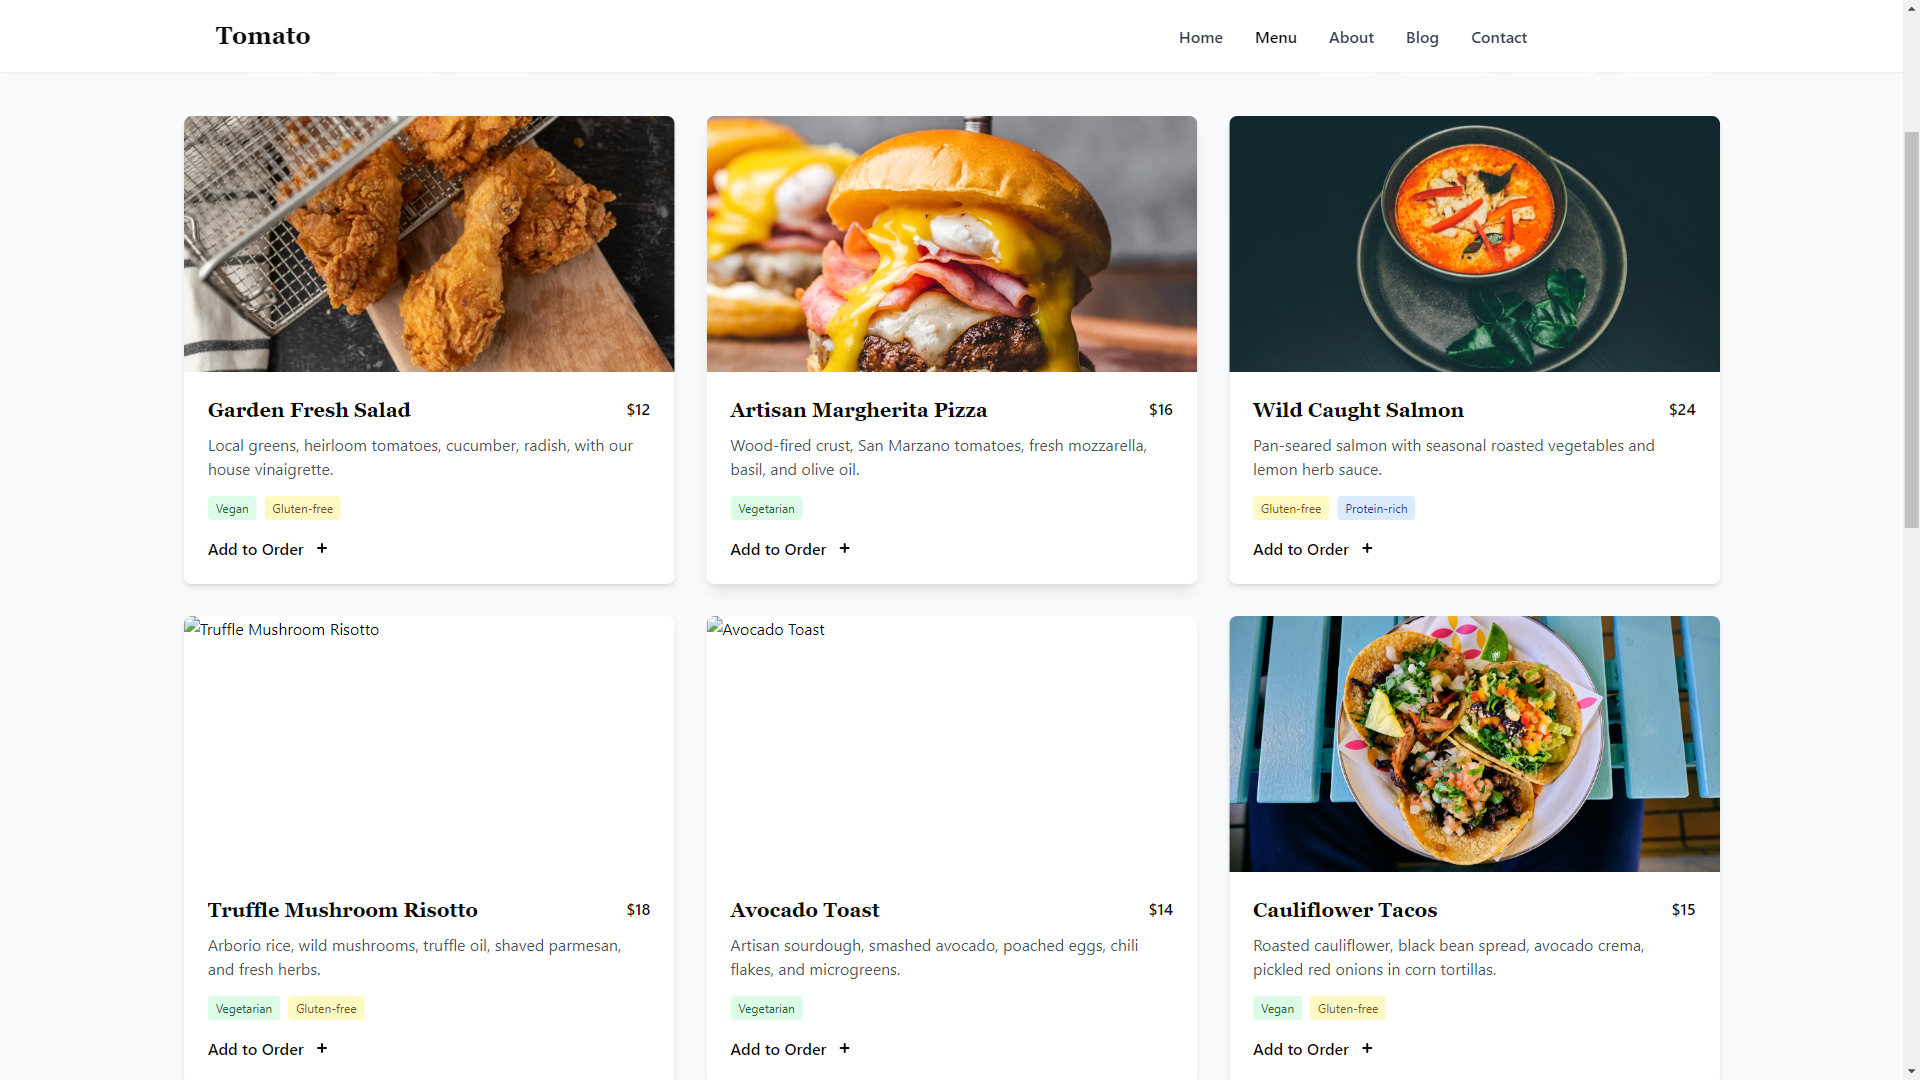 Tomato
Home Menu About Blog Contact
Garden Fresh Salad $12
Local greens, heirloom tomatoes, cucumber, radish, with our
house vinaigrette.
Vegan Gluten-free
Add to Order +
Artisan Margherita Pizza $16
Wood-fired crust, San Marzano tomatoes, fresh mozzarella,
basil, and olive oil.
Vegetarian
Add to Order +
Wild Caught Salmon $24
Pan-seared salmon with seasonal roasted vegetables and
lemon herb sauce.
Gluten-free Protein-rich
Add to Order +
Truffle Mushroom Risotto
Truffle Mushroom Risotto $18
Arborio rice, wild mushrooms, truffle oil, shaved parmesan,
and fresh herbs.
Vegetarian Gluten-free
Add to Order +
Avocado Toast
Avocado Toast $14
Artisan sourdough, smashed avocado, poached eggs, chili
flakes, and microgreens.
Vegetarian
Add to Order +
Cauliflower Tacos $15
Roasted cauliflower, black bean spread, avocado crema,
pickled red onions in corn tortillas.
Vegan Gluten-free
Add to Order +